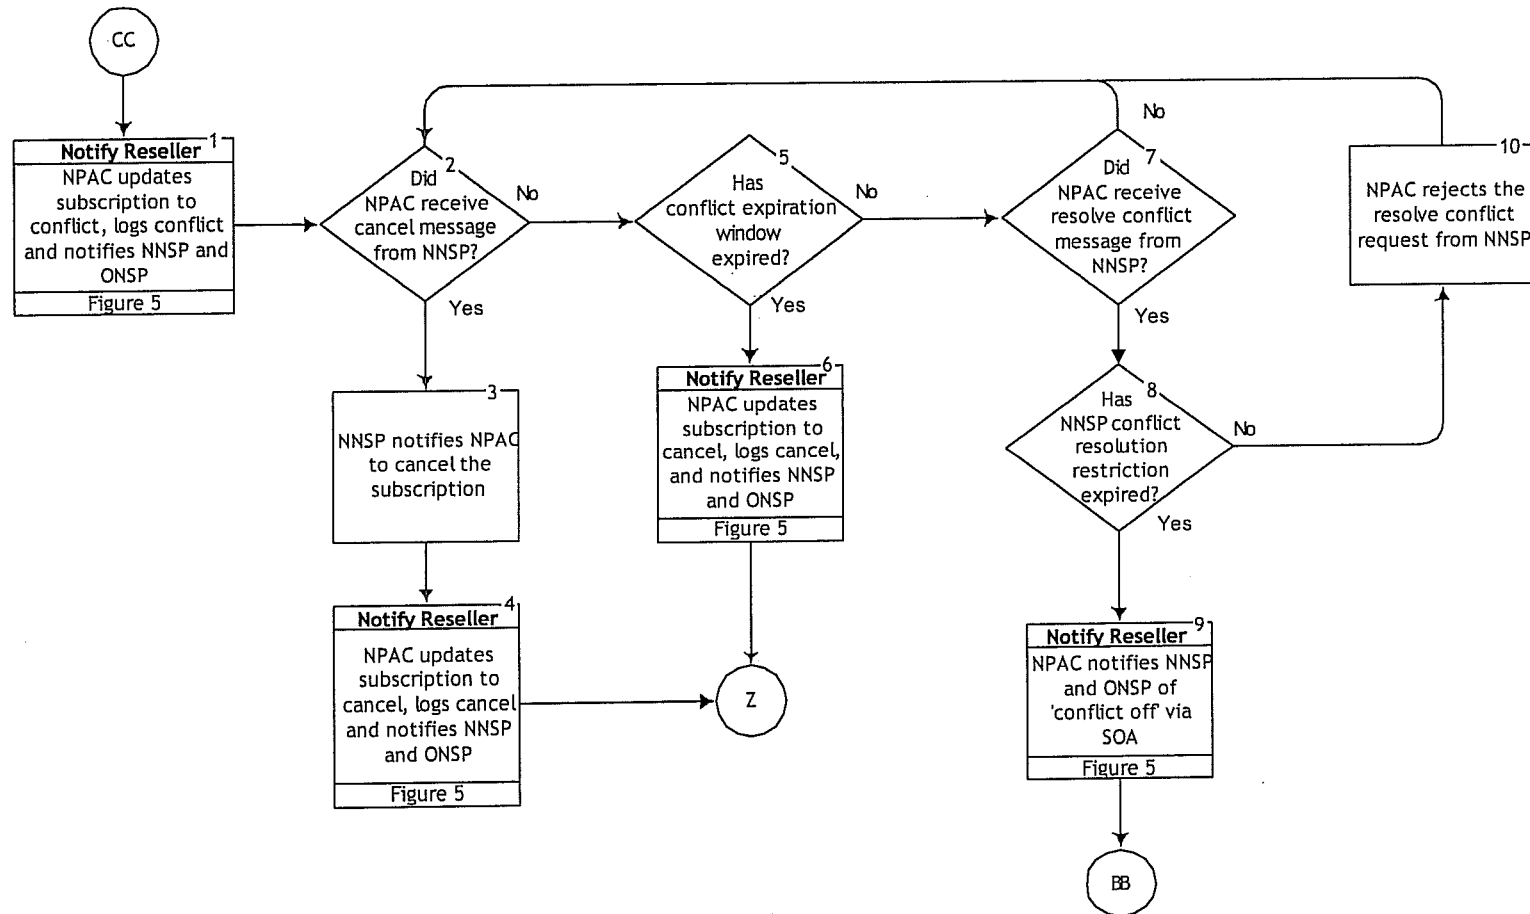 CC
1
Notify Reseller
NPAC updates
subscription to
conflict, logs conflict
and notifies NNSP and
ONSP
Figure 5
2
Did
NPAC receive
cancel message
from NNSP?
No
Yes
3
NNSP notifies NPAC
to cancel the
subscription
4
Notify Reseller
NPAC updates
subscription to
cancel, logs cancel
and notifies NNSP
and ONSP
Figure 5
5
Has
conflict expiration
window
expired?
No
Yes
6
Notify Reseller
NPAC updates
subscription to
cancel, logs cancel,
and notifies NNSP
and ONSP
Figure 5
Z
7
Did
NPAC receive
resolve conflict
message from
NNSP?
No
Yes
8
Has
NNSP conflict
resolution
restriction
expired?
No
Yes
9
Notify Reseller
NPAC notifies NNSP
and ONSP of
'conflict off' via
SOA
Figure 5
BB
10
NPAC rejects the
resolve conflict
request from NNSP